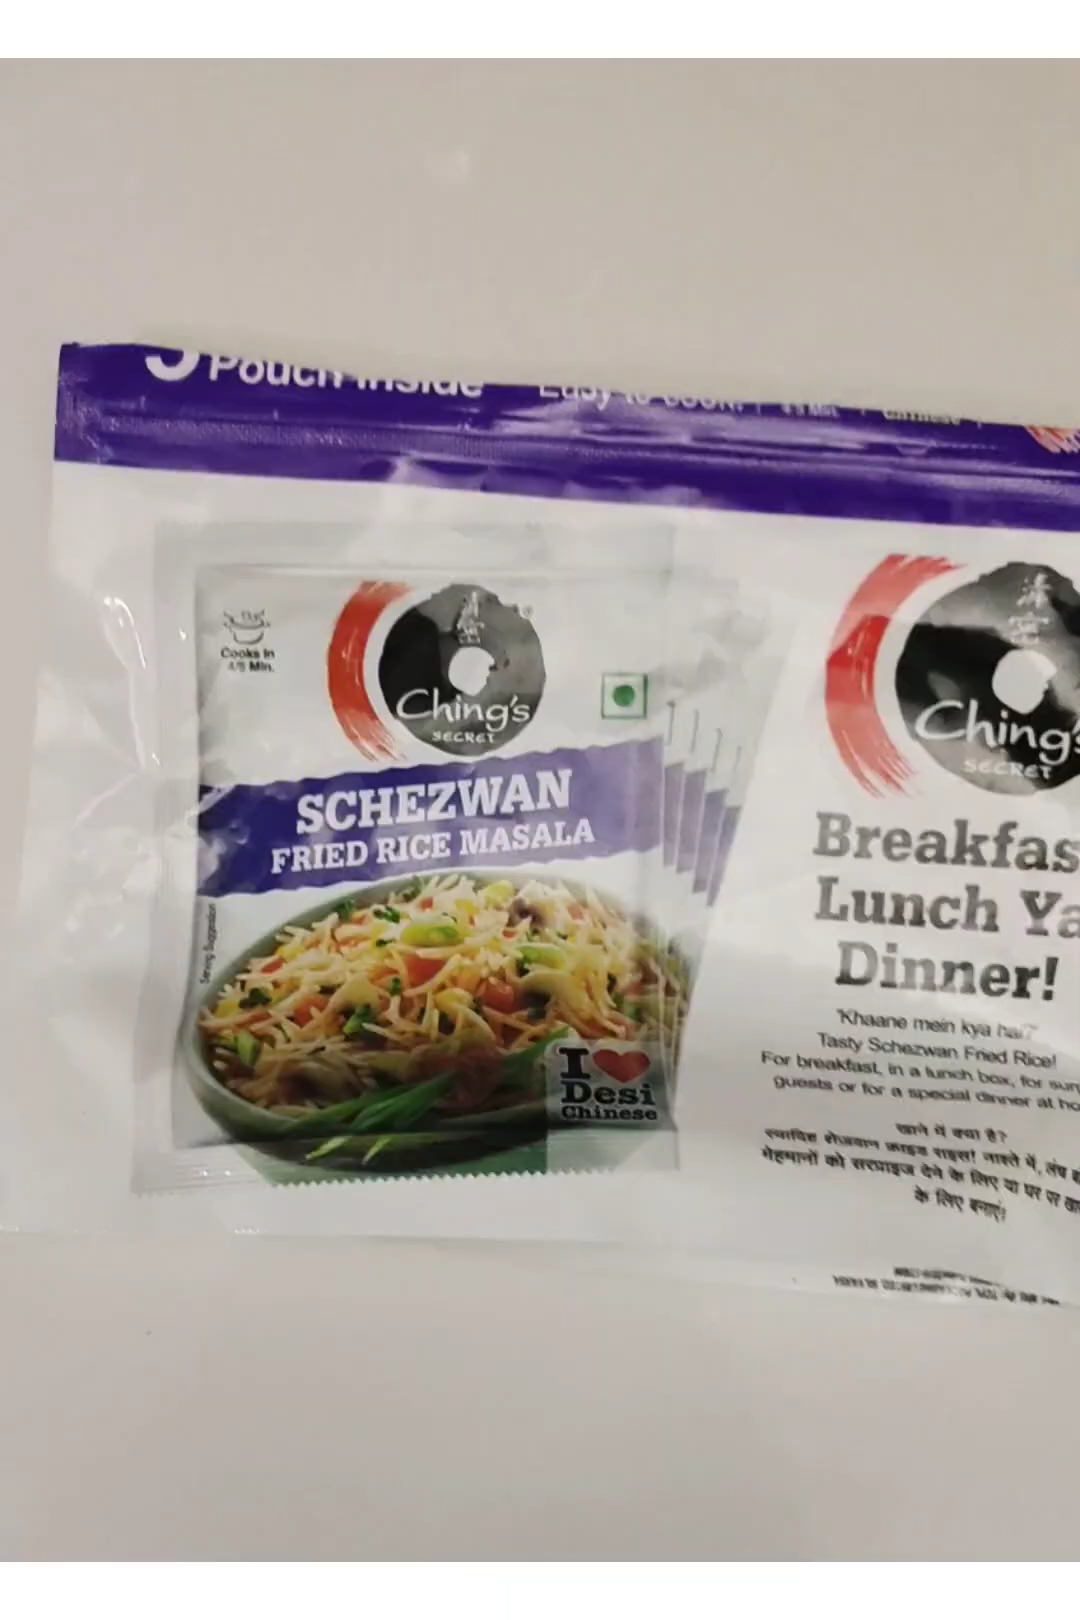 Pouch Inside Easy to cook!
Cooks in
4/5 Min.
Ching's
SECRET
SCHEZWAN
FRIED RICE MASALA
Serving Suggestion
I
Desi
Chinese
Ching's
SECRET
Breakfas
Lunch Ya
Dinner!
'Khaane mein kya hai?'
Tasty Schezwan Fried Rice!
For breakfast, in a lunch box, for sur
guests or for a special dinner at ho
खाने में क्या है?
स्वादिष्ट शेजवान फ्राइड राइस! नाश्ते में, लंच
मेहमानों को सरप्राइज देने के लिए या घर पर
के लिए बनाएं!